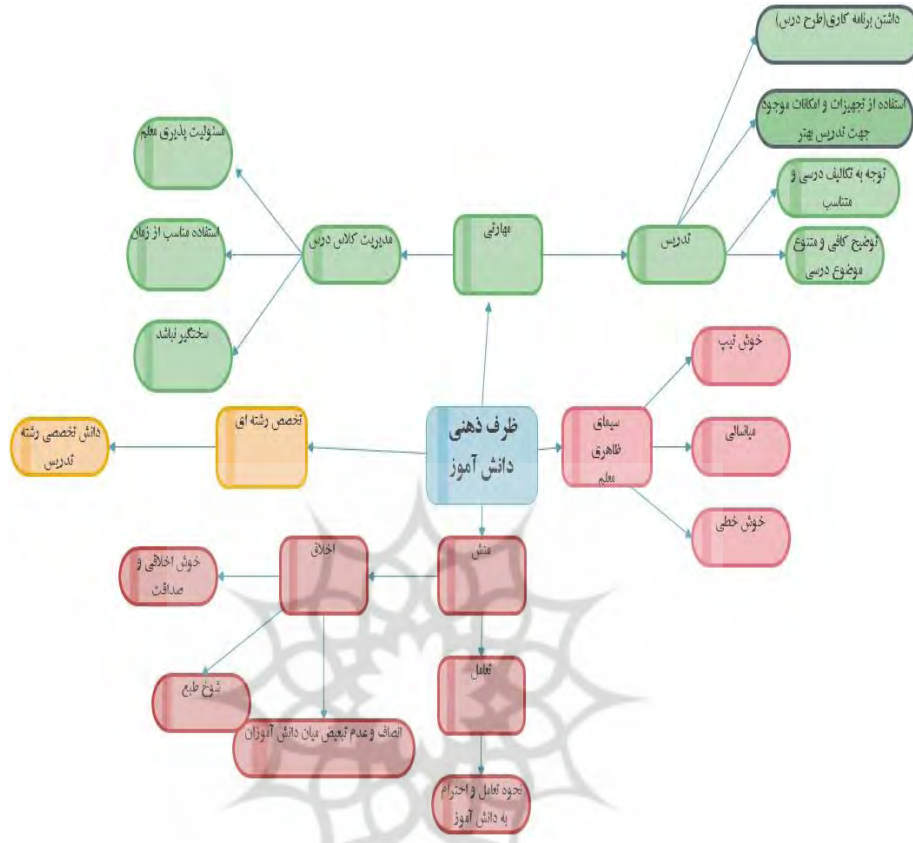 داشتن برنامه کاری(طرح درس)
استفاده از تجهیزات و امکانات موجود
جهت تدریس بهتر
توجه به تکالیف درسی و
متناسب
توضیح کافی و متنوع
موضوع درسی
تدریس
مهارتی
مدیریت کلاس درس
مسئولیت پذیری معلم
استفاده مناسب از زمان
سختگیر نباشد
خوش تیپ
میانسالی
خوش خطی
سیمای
ظاهری
معلم
ظرف ذهنی
دانش آموز
تخصص رشته ای
دانش تخصصی رشته
تدریس
منش
اخلاق
خوش اخلاقی و
صداقت
شوخ طبع
انصاف و عدم تبعیض میان دانش آموزان
تعامل
نحوه تعامل و احترام
به دانش آموز